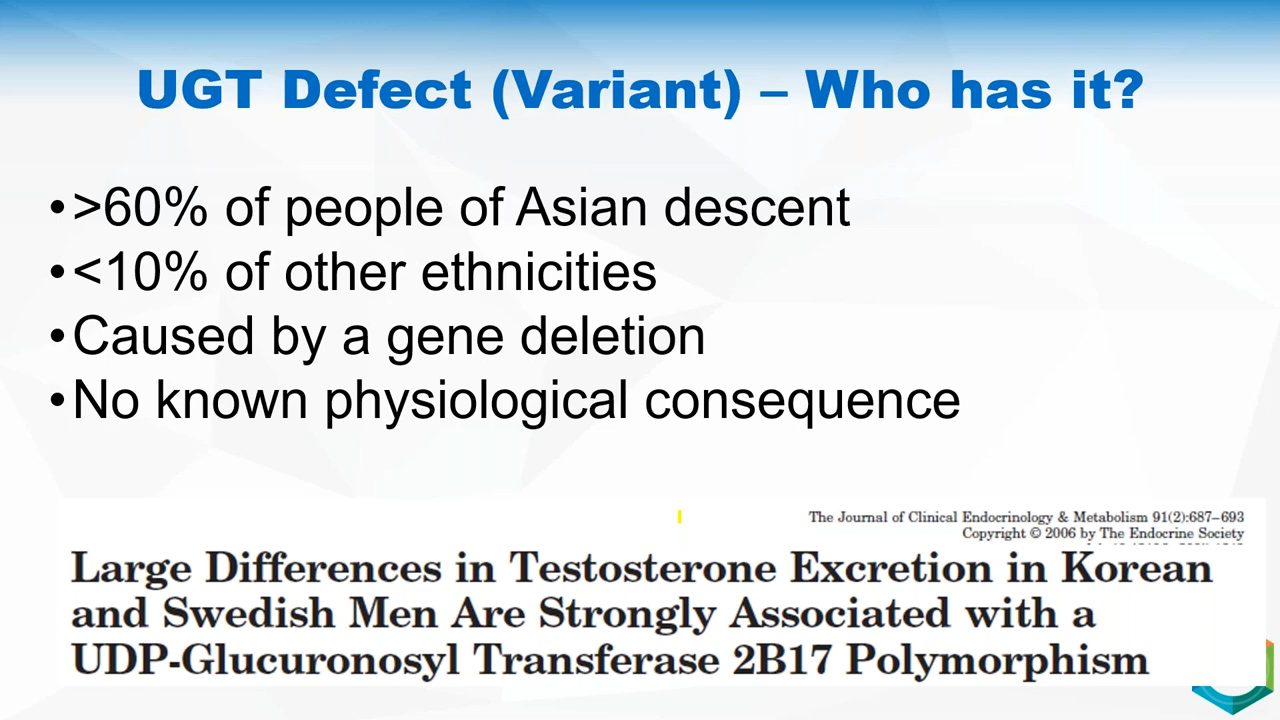 UGT Defect (Variant) – Who has it?
•>60% of people of Asian descent
•<10% of other ethnicities
•Caused by a gene deletion
•No known physiological consequence
The Journal of Clinical Endocrinology & Metabolism 91(2):687–693
Copyright © 2006 by The Endocrine Society
Large Differences in Testosterone Excretion in Korean
and Swedish Men Are Strongly Associated with a
UDP-Glucuronosyl Transferase 2B17 Polymorphism